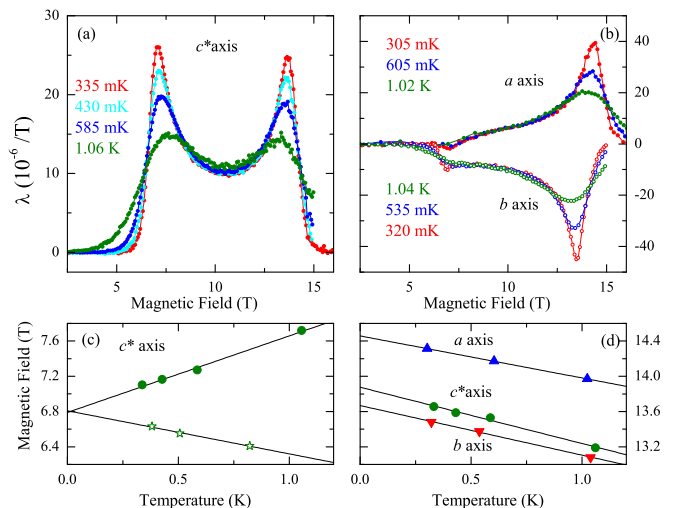 (a)
c*axis
30
20
10
0
λ (10⁻⁶ /T)
335 mK
430 mK
585 mK
1.06 K
5 10 15
Magnetic Field (T)
(b)
305 mK
605 mK
1.02 K
a axis
40
20
0
-20
-40
1.04 K
535 mK
320 mK
b axis
5 10 15
Magnetic Field (T)
(c)
c* axis
7.6
6.8
6.4
7.2
Magnetic Field (T)
0.0 0.5 1.0
Temperature (K)
(d)
a axis
c*axis
b axis
14.4
14.0
13.6
13.2
0.0 0.5 1.0
Temperature (K)